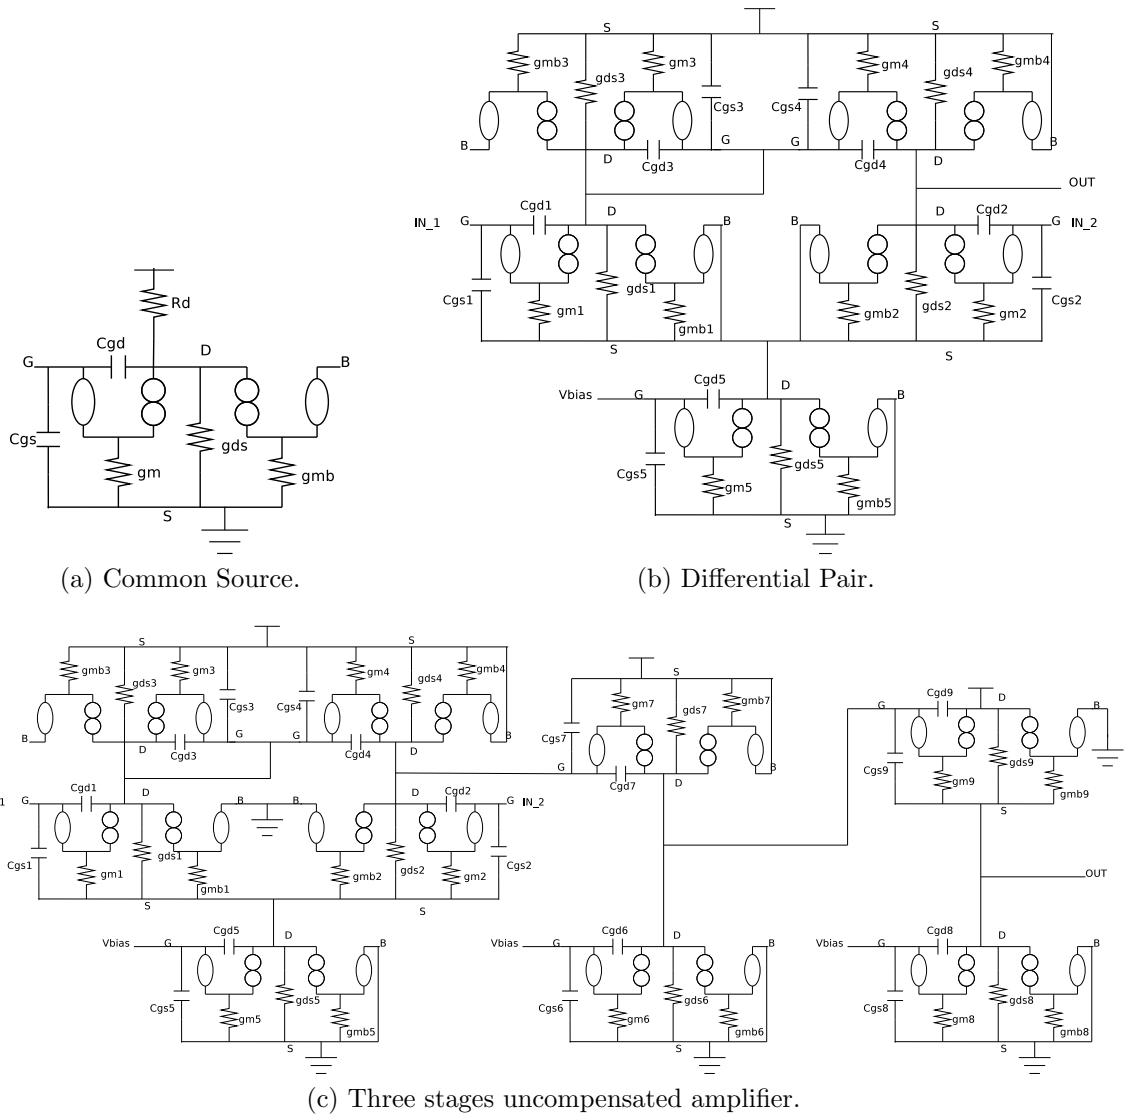 S
S
gmb3
gds3
gm3
Cgs3
Cgs4
gm4
gds4
gmb4
B
D
Cgd3
G
G
Cgd4
D
B
OUT
IN_1
G
Cgd1
D
B
B
D
Cgd2
G
IN_2
Cgs1
gm1
gds1
gmb1
gmb2
gds2
gm2
Cgs2
S
S
Vbias
G
Cgd5
D
B
Cgs5
gm5
gds5
gmb5
S
Rd
Cgd
G
D
B
Cgs
gm
gds
gmb
S
(a) Common Source.
(b) Differential Pair.
S
S
gmb3
gds3
gm3
Cgs3
Cgs4
gm4
gds4
gmb4
B
D
Cgd3
G
G
Cgd4
D
B
1
G
Cgd1
D
B
B
D
Cgd2
G
IN_2
Cgs1
gm1
gds1
gmb1
gmb2
gds2
gm2
Cgs2
S
S
Vbias
G
Cgd5
D
B
Cgs5
gm5
gds5
gmb5
S
S
gm7
gds7
gmb7
Cgs7
G
Cgd7
D
B
Vbias
G
Cgd6
D
B
Cgs6
gm6
gds6
gmb6
S
G
Cgd9
D
B
Cgs9
gm9
gds9
gmb9
S
OUT
Vbias
G
Cgd8
D
B
Cgs8
gm8
gds8
gmb8
S
(c) Three stages uncompensated amplifier.